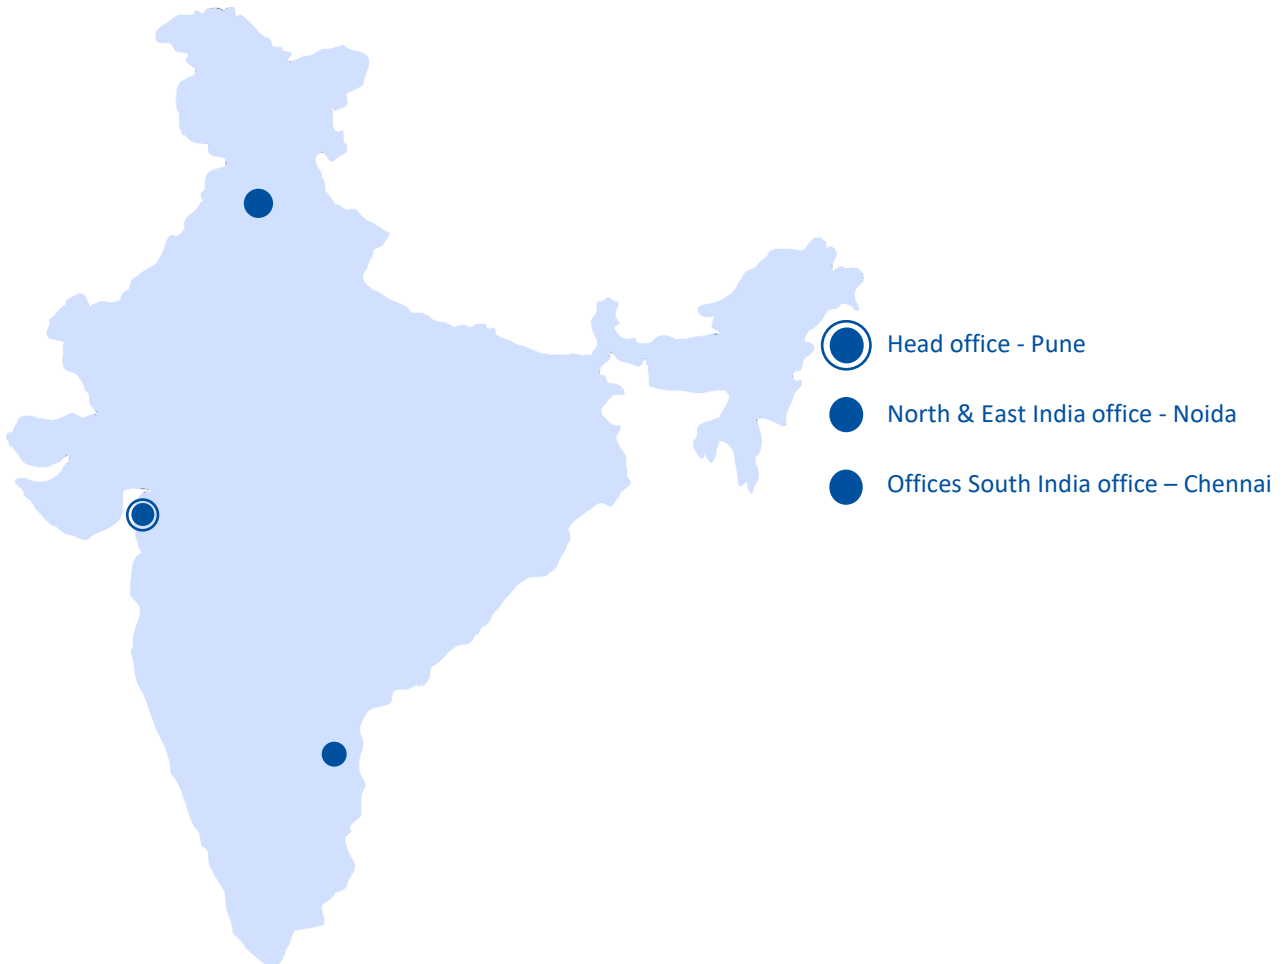 Head office - Pune
North & East India office - Noida
Offices South India office – Chennai